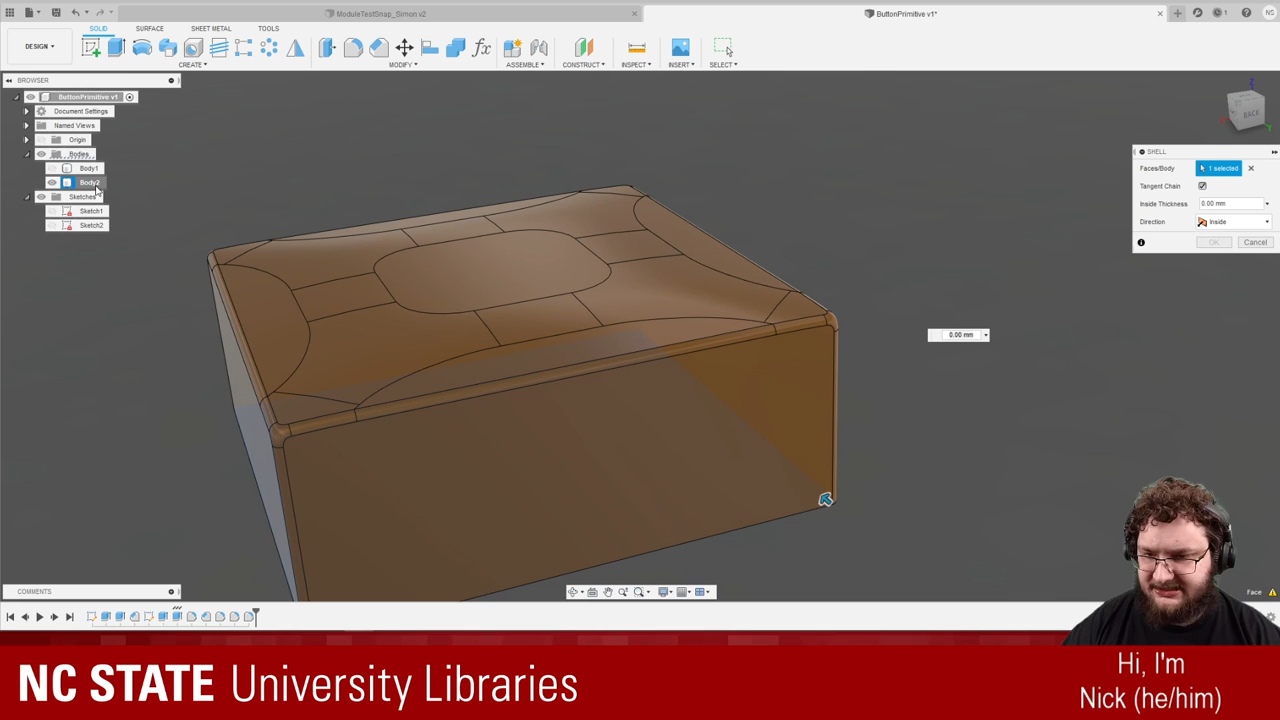 ModuleTestSnap_Simon v2
ButtonPrimitive v1*
1
NS
DESIGN
SOLID
SURFACE
SHEET METAL
TOOLS
CREATE
MODIFY
ASSEMBLE
CONSTRUCT
INSPECT
INSERT
SELECT
BROWSER
ButtonPrimitive v1
Document Settings
Named Views
Origin
Bodies
Body1
Body2
Sketches
Sketch1
Sketch2
Z
BACK
Y
SHELL
Faces/Body
1 selected
Tangent Chain
Inside Thickness
0.00 mm
Direction
Inside
OK
Cancel
0.00 mm
COMMENTS
Face
NC STATE University Libraries
Hi, I'm
Nick (he/him)